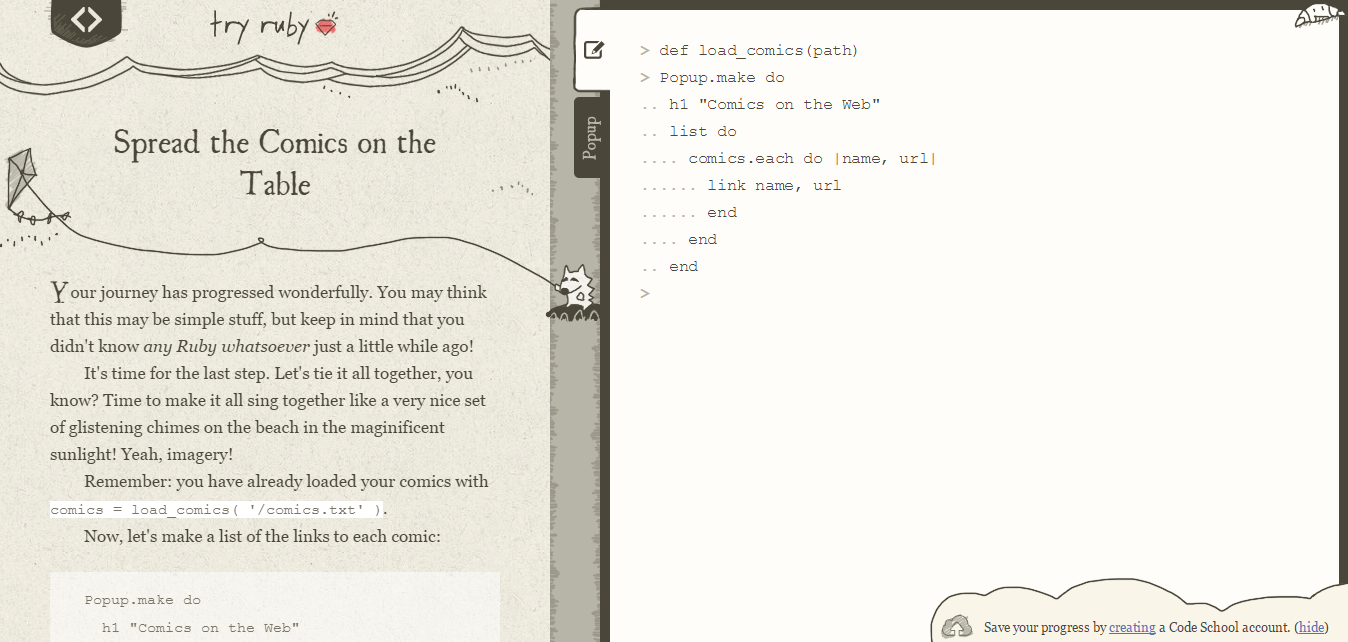 try ruby
Spread the Comics on the
Table
Your journey has progressed wonderfully. You may think
that this may be simple stuff, but keep in mind that you
didn't know any Ruby whatsoever just a little while ago!
It's time for the last step. Let's tie it all together, you
know? Time to make it all sing together like a very nice set
of glistening chimes on the beach in the maginificent
sunlight! Yeah, imagery!
Remember: you have already loaded your comics with
comics = load_comics( '/comics.txt' ).
Now, let's make a list of the links to each comic:
Popup.make do
h1 "Comics on the Web"
Popup
> def load_comics(path)
> Popup.make do
.. h1 "Comics on the Web"
.. list do
.... comics.each do |name, url|
...... link name, url
...... end
.... end
.. end
>
Save your progress by creating a Code School account. (hide)